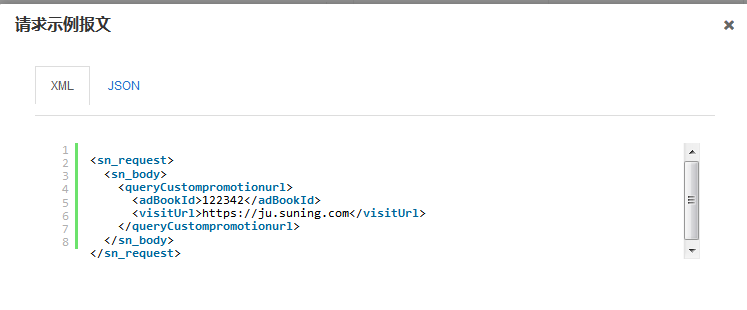 请求示例报文
XML
JSON
1
2 <sn_request>
3 <sn_body>
4 <queryCustompromotionurl>
5 <adBookId>122342</adBookId>
6 <visitUrl>https://ju.suning.com</visitUrl>
7 </queryCustompromotionurl>
8 </sn_body>
</sn_request>